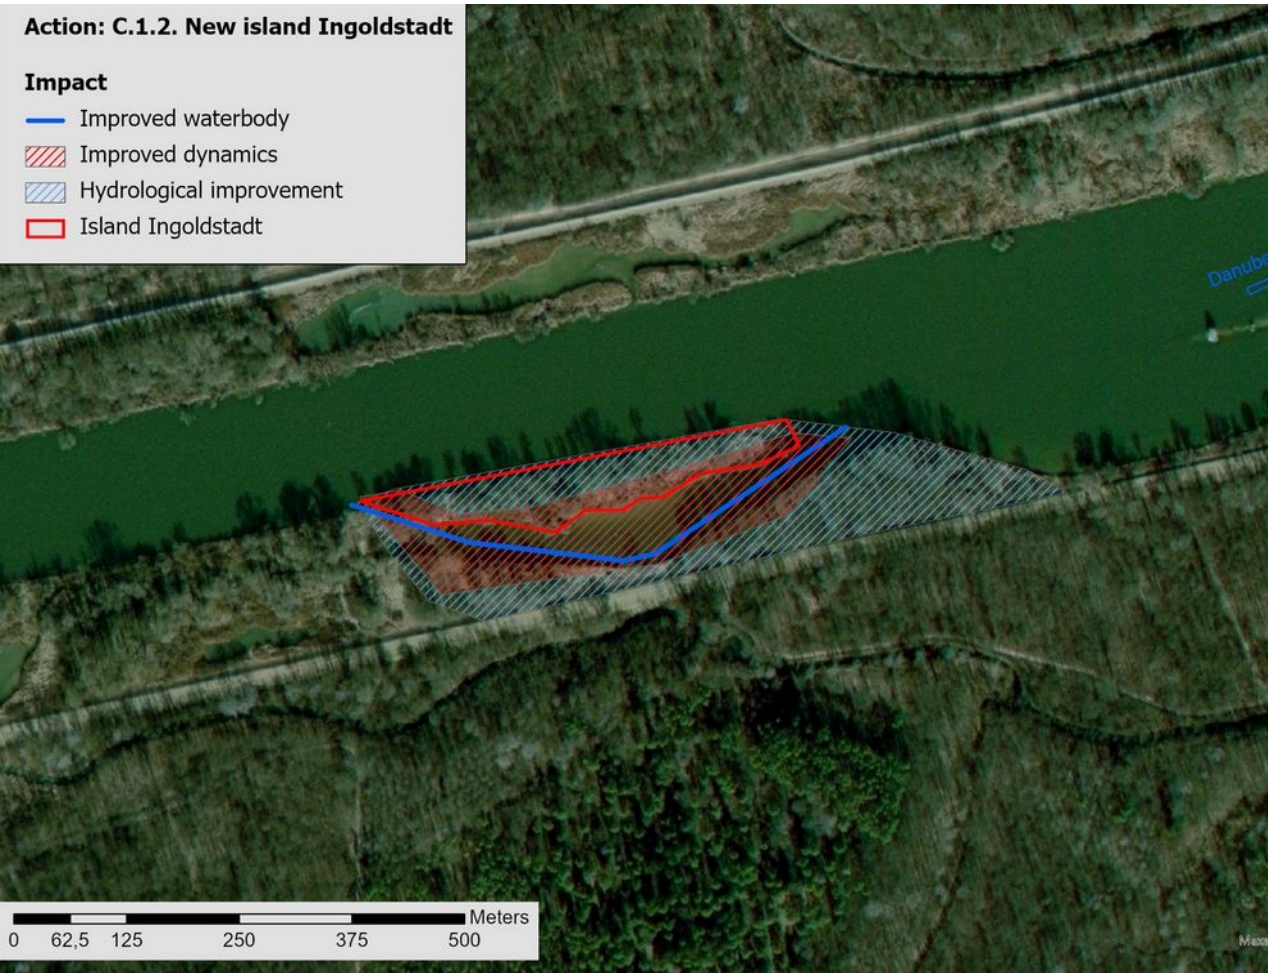 Action: C.1.2. New island Ingoldstadt
Impact
Improved waterbody
Improved dynamics
Hydrological improvement
Island Ingoldstadt
Danube
Meters
0 62,5 125 250 375 500